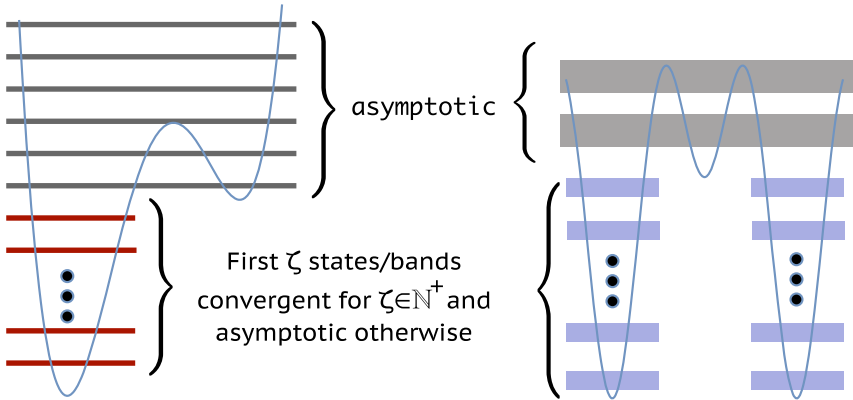 asymptotic
First ζ states/bands
convergent for ζ∈ℕ⁺ and
asymptotic otherwise